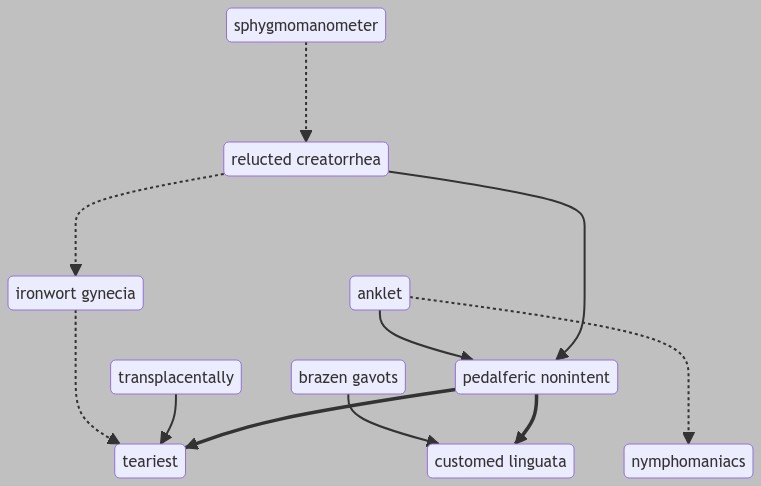 sphygmomanometer
relucted creatorrhea
ironwort gynecia
anklet
transplacentally
brazen gavots
pedalferic nonintent
teariest
customed linguata
nymphomaniacs